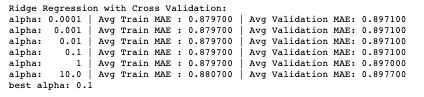 Ridge Regression with Cross Validation:
alpha: 0.0001 | Avg Train MAE : 0.879700 | Avg Validation MAE: 0.897100
alpha: 0.001 | Avg Train MAE : 0.879700 | Avg Validation MAE: 0.897100
alpha: 0.01 | Avg Train MAE : 0.879700 | Avg Validation MAE: 0.897100
alpha: 0.1 | Avg Train MAE : 0.879700 | Avg Validation MAE: 0.897000
alpha: 1 | Avg Train MAE : 0.879700 | Avg Validation MAE: 0.897000
alpha: 10.0 | Avg Train MAE : 0.880700 | Avg Validation MAE: 0.897700
best alpha: 0.1